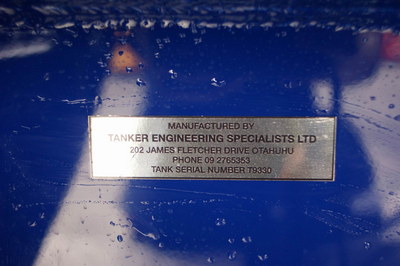 MANUFACTURED BY
TANKER ENGINEERING SPECIALISTS LTD
202 JAMES FLETCHER DRIVE OTAHUHU
PHONE 09 2765353
TANK SERIAL NUMBER T9330